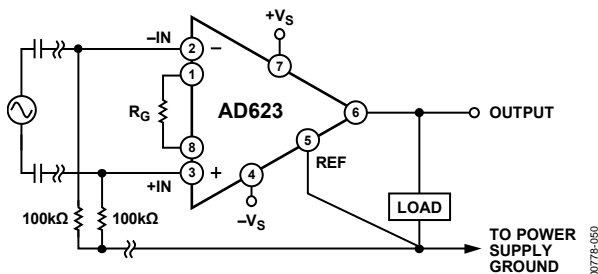 +VS
–IN
2
–
7
1
RG
AD623
6
OUTPUT
8
5
REF
3
+
4
+IN
–VS
LOAD
100kΩ
100kΩ
TO POWER
SUPPLY
GROUND
00778-050